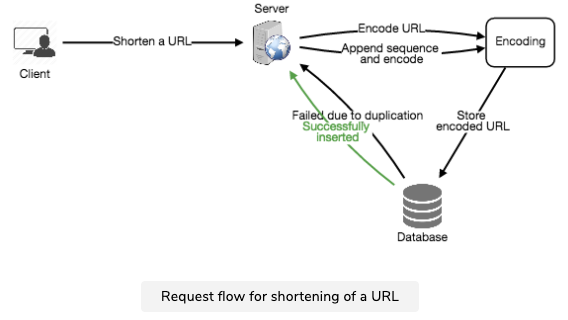 Server
Shorten a URL
Client
Encode URL
Append sequence
and encode
Encoding
Failed due to duplication
Successfully
inserted
Store
encoded URL
Database
Request flow for shortening of a URL